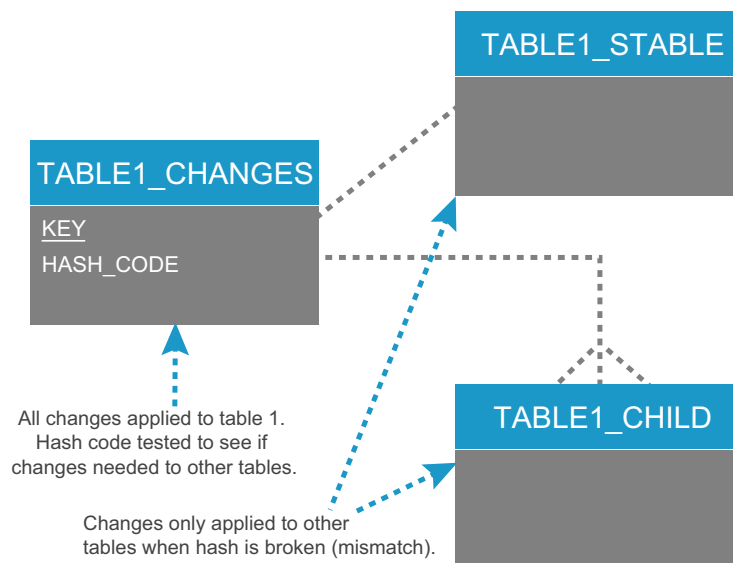 TABLE1_STABLE
TABLE1_CHANGES
KEY
HASH_CODE
TABLE1_CHILD
All changes applied to table 1.
Hash code tested to see if
changes needed to other tables.
Changes only applied to other
tables when hash is broken (mismatch).